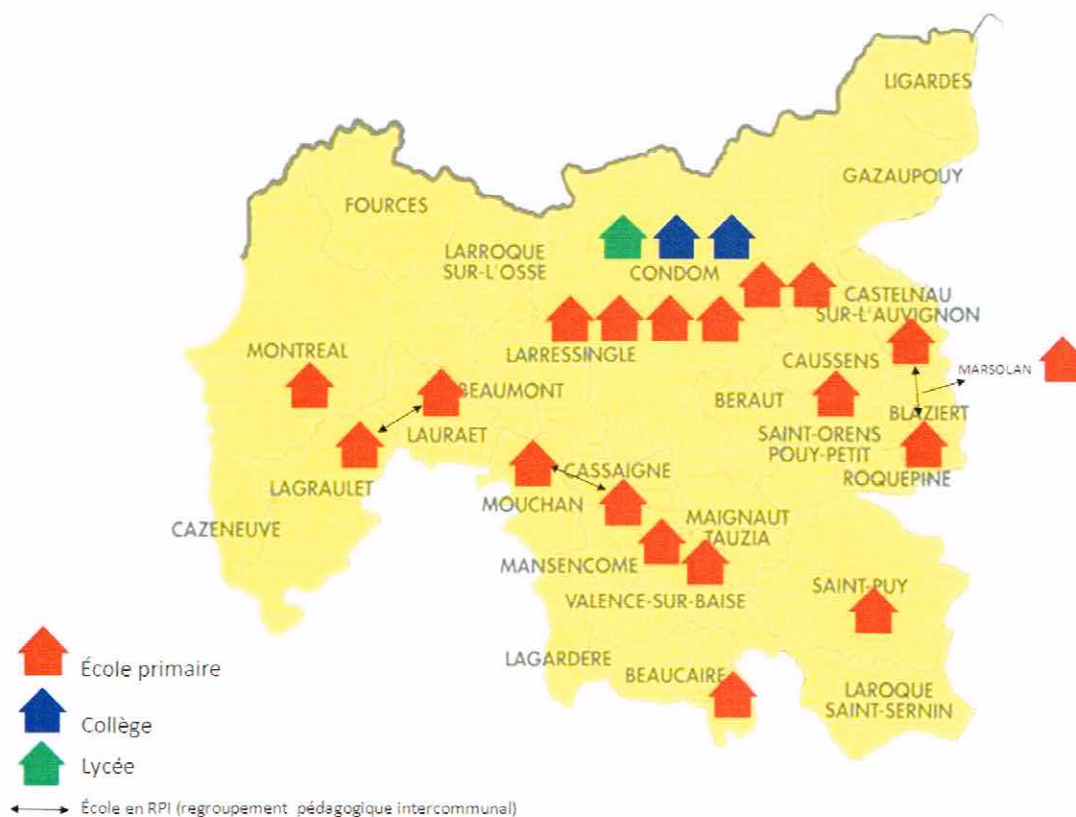 LIGARDES
GAZAUPOUY
FOURCES
LARROQUE
SUR-L'OSSE
CONDOM
CASTELNAU
SUR-L'AUVIGNON
MONTREAL
LARRESSINGLE
CAUSSENS
MARSOLAN
BEAUMONT
BERAUT
BLAZIERT
LAURAET
SAINT-ORENS
POUY-PETIT
LAGRAULET
CASSAIGNE
ROQUEPINE
MOUCHAN
CAZENEUVE
MAIGNAUT
TAUZIA
MANSENCOME
VALENCE-SUR-BAISE
SAINT-PUY
LAGARDERE
BEAUCAIRE
LAROQUE
SAINT-SERNIN
École primaire
Collège
Lycée
École en RPI (regroupement pédagogique intercommunal)